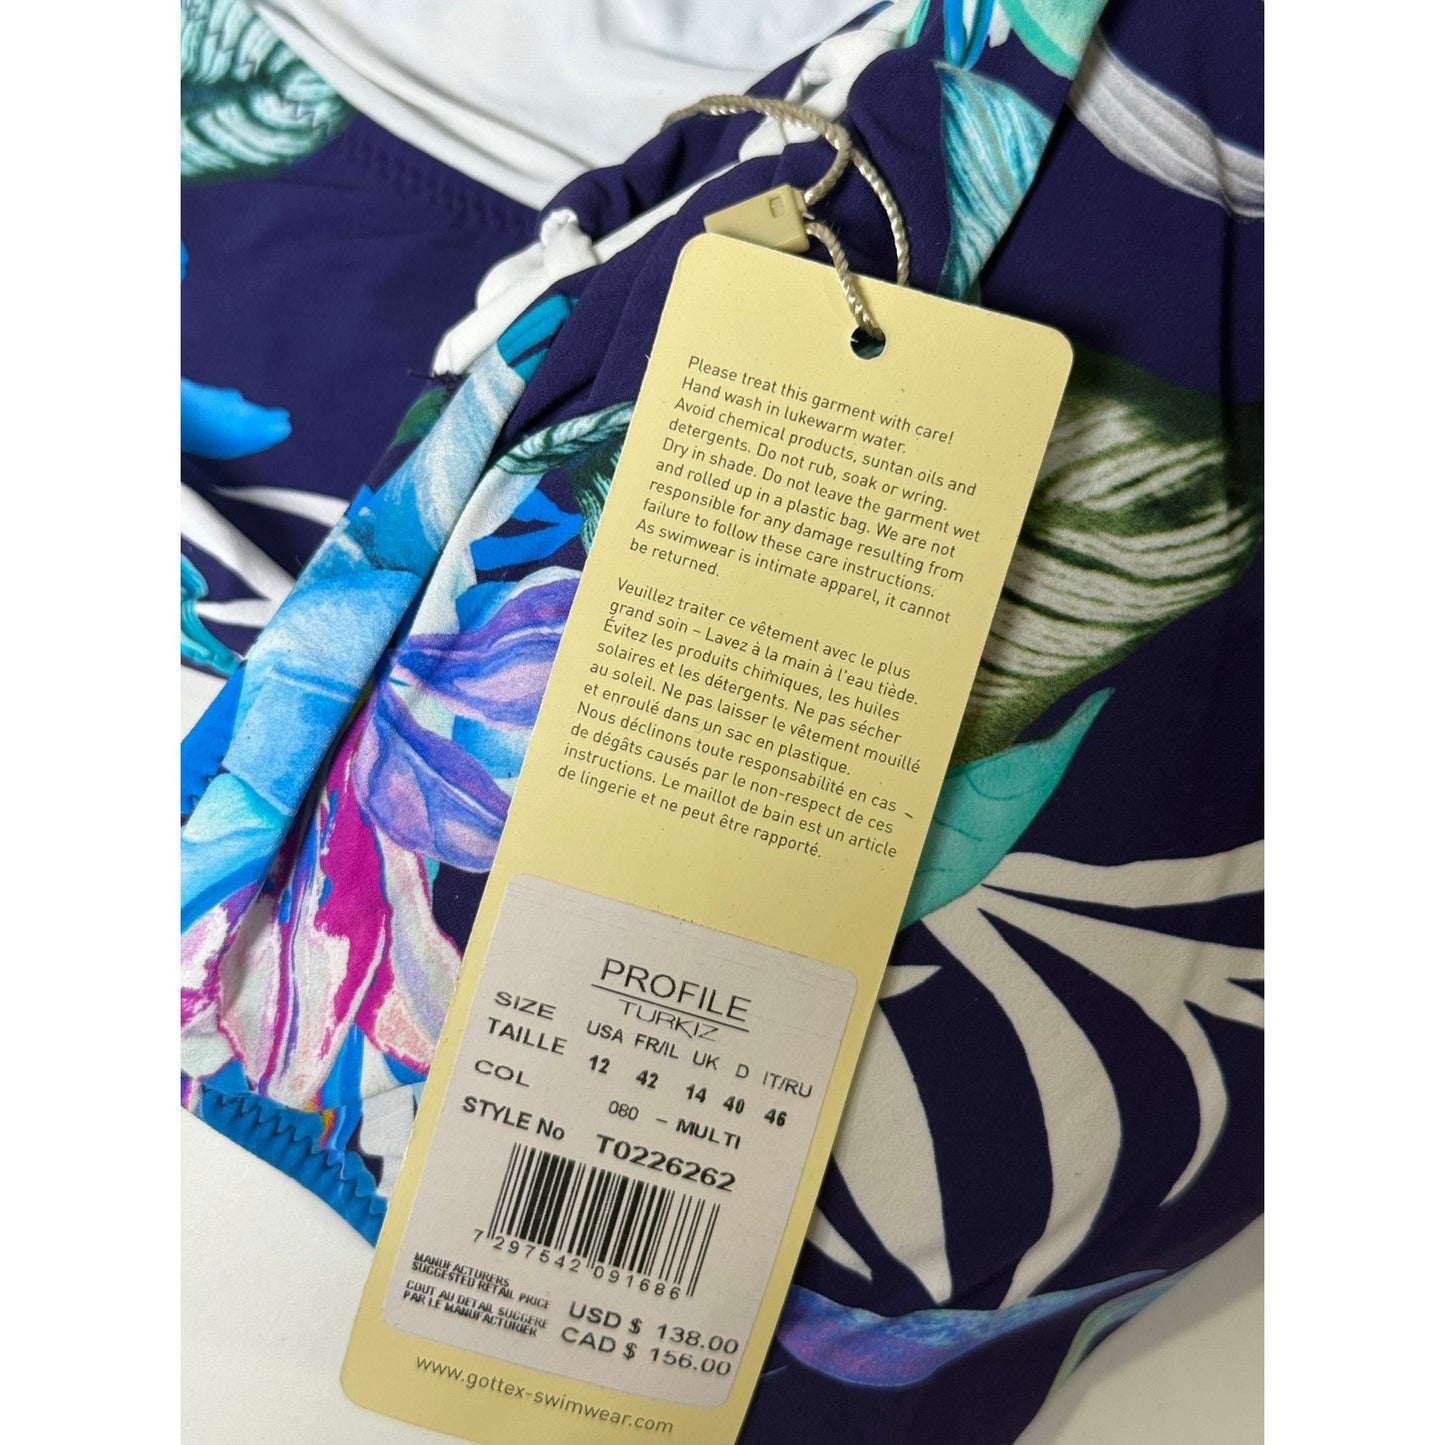 Please treat this garment with care!
Hand wash in lukewarm water.
Avoid chemical products, suntan oils and
detergents. Do not rub, soak or wring.
Dry in shade. Do not leave the garment wet
and rolled up in a plastic bag. We are not
responsible for any damage resulting from
failure to follow these care instructions.
As swimwear is intimate apparel, it cannot
be returned.
Veuillez traiter ce vêtement avec le plus
grand soin – Lavez à la main à l'eau tiède.
Évitez les produits chimiques, les huiles
solaires et les détergents. Ne pas sécher
au soleil. Ne pas laisser le vêtement mouillé
et enroulé dans un sac en plastique.
Nous déclinons toute responsabilité en cas
de dégâts causés par le non-respect de ces
instructions. Le maillot de bain est un article
de lingerie et ne peut être rapporté.
PROFILE
TURKIZ
SIZE USA FR/IL UK D IT/RU
TAILLE 12 42 14 40 46
COL 080 – MULTI
STYLE No T0226262
7 297542 091686
MANUFACTURERS
SUGGESTED RETAIL PRICE USD $ 138.00
COUT AU DETAIL SUGGERE
PAR LE MANUFACTURIER CAD $ 156.00
www.gottex-swimwear.com